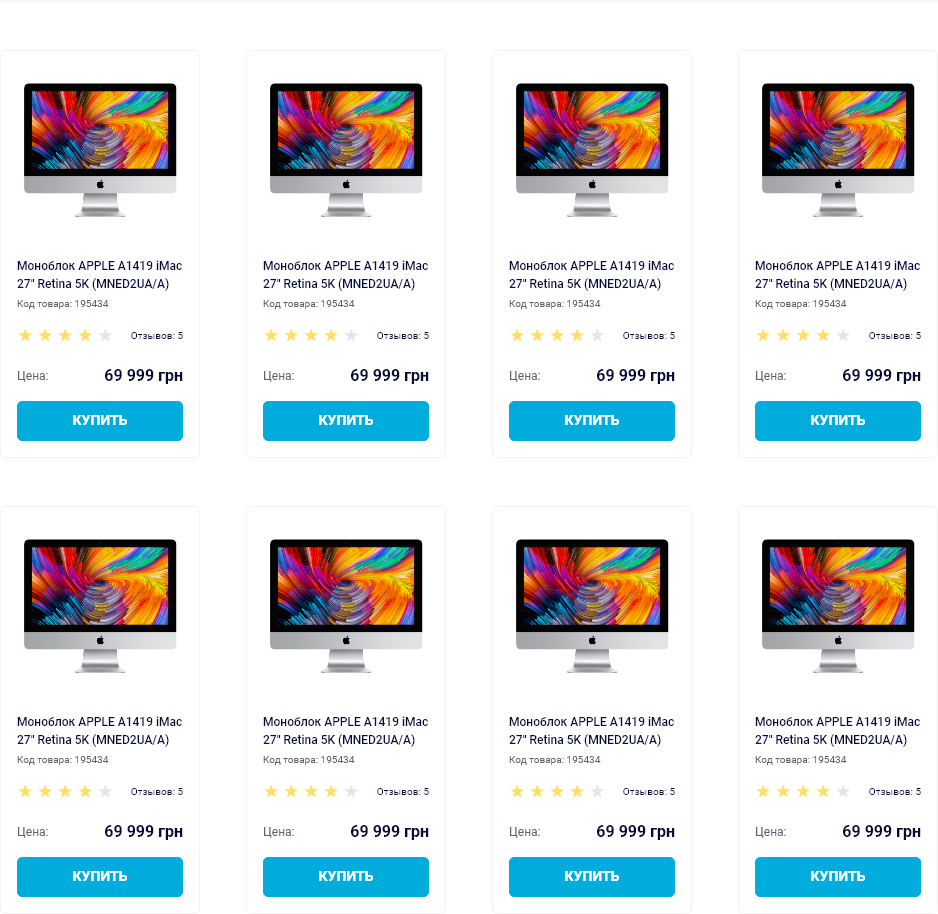 Моноблок APPLE A1419 iMac
27" Retina 5K (MNED2UA/A)
Код товара: 195434
Отзывов: 5
Цена: 69 999 грн
КУПИТЬ
Моноблок APPLE A1419 iMac
27" Retina 5K (MNED2UA/A)
Код товара: 195434
Отзывов: 5
Цена: 69 999 грн
КУПИТЬ
Моноблок APPLE A1419 iMac
27" Retina 5K (MNED2UA/A)
Код товара: 195434
Отзывов: 5
Цена: 69 999 грн
КУПИТЬ
Моноблок APPLE A1419 iMac
27" Retina 5K (MNED2UA/A)
Код товара: 195434
Отзывов: 5
Цена: 69 999 грн
КУПИТЬ
Моноблок APPLE A1419 iMac
27" Retina 5K (MNED2UA/A)
Код товара: 195434
Отзывов: 5
Цена: 69 999 грн
КУПИТЬ
Моноблок APPLE A1419 iMac
27" Retina 5K (MNED2UA/A)
Код товара: 195434
Отзывов: 5
Цена: 69 999 грн
КУПИТЬ
Моноблок APPLE A1419 iMac
27" Retina 5K (MNED2UA/A)
Код товара: 195434
Отзывов: 5
Цена: 69 999 грн
КУПИТЬ
Моноблок APPLE A1419 iMac
27" Retina 5K (MNED2UA/A)
Код товара: 195434
Отзывов: 5
Цена: 69 999 грн
КУПИТЬ